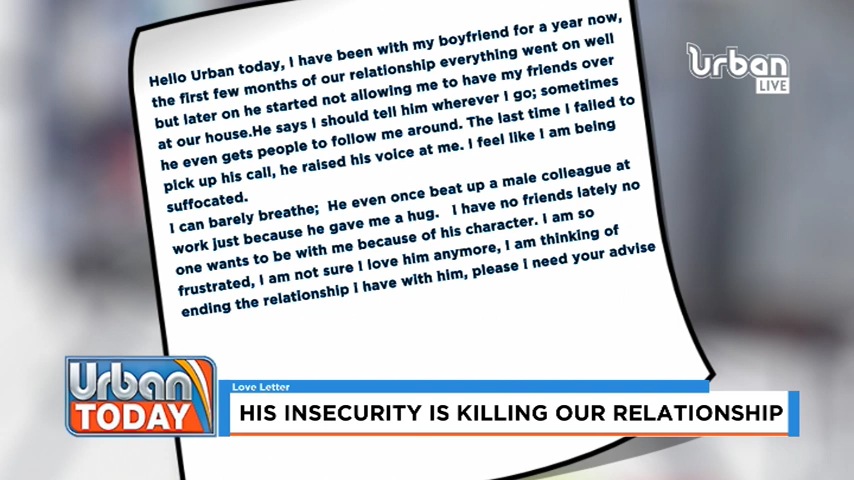 Hello Urban today, I have been with my boyfriend for a year now,
the first few months of our relationship everything went on well
but later on he started not allowing me to have my friends over
at our house.He says I should tell him wherever I go; sometimes
he even gets people to follow me around. The last time I failed to
pick up his call, he raised his voice at me. I feel like I am being
suffocated.
I can barely breathe; He even once beat up a male colleague at
work just because he gave me a hug. I have no friends lately no
one wants to be with me because of his character. I am so
frustrated, I am not sure I love him anymore, I am thinking of
ending the relationship I have with him, please I need your advise
Urban
LIVE
Urban
TODAY
Love Letter
HIS INSECURITY IS KILLING OUR RELATIONSHIP